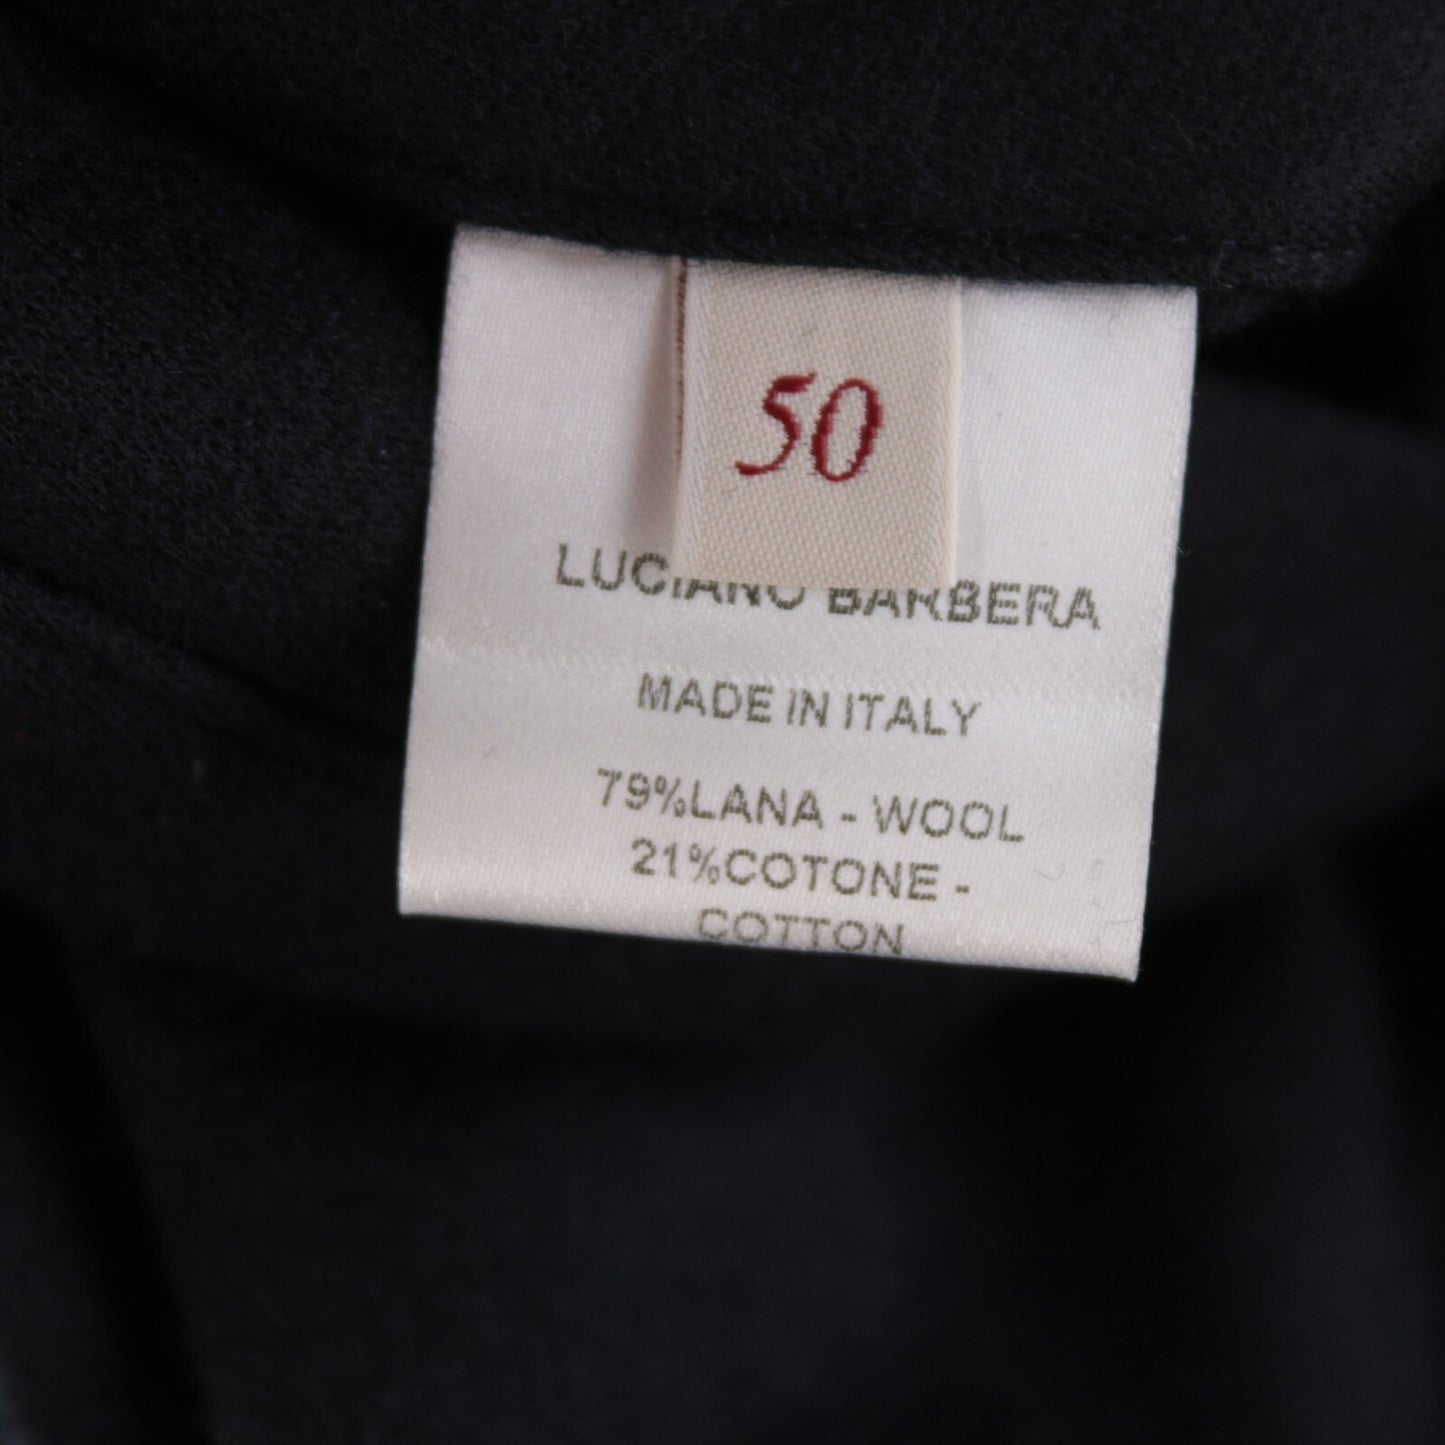 50
LUCIANO BARBERA
MADE IN ITALY
79%LANA - WOOL
21%COTONE -
COTTON